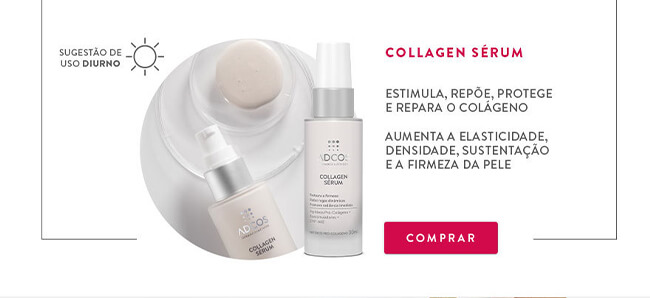 SUGESTÃO DE
USO DIURNO
COLLAGEN SÉRUM
ESTIMULA, REPÕE, PROTEGE
E REPARA O COLÁGENO
AUMENTA A ELASTICIDADE,
DENSIDADE, SUSTENTAÇÃO
E A FIRMEZA DA PELE
COMPRAR
ADCOS
COLLAGEN
SÉRUM
ADCOS
COLLAGEN
SÉRUM